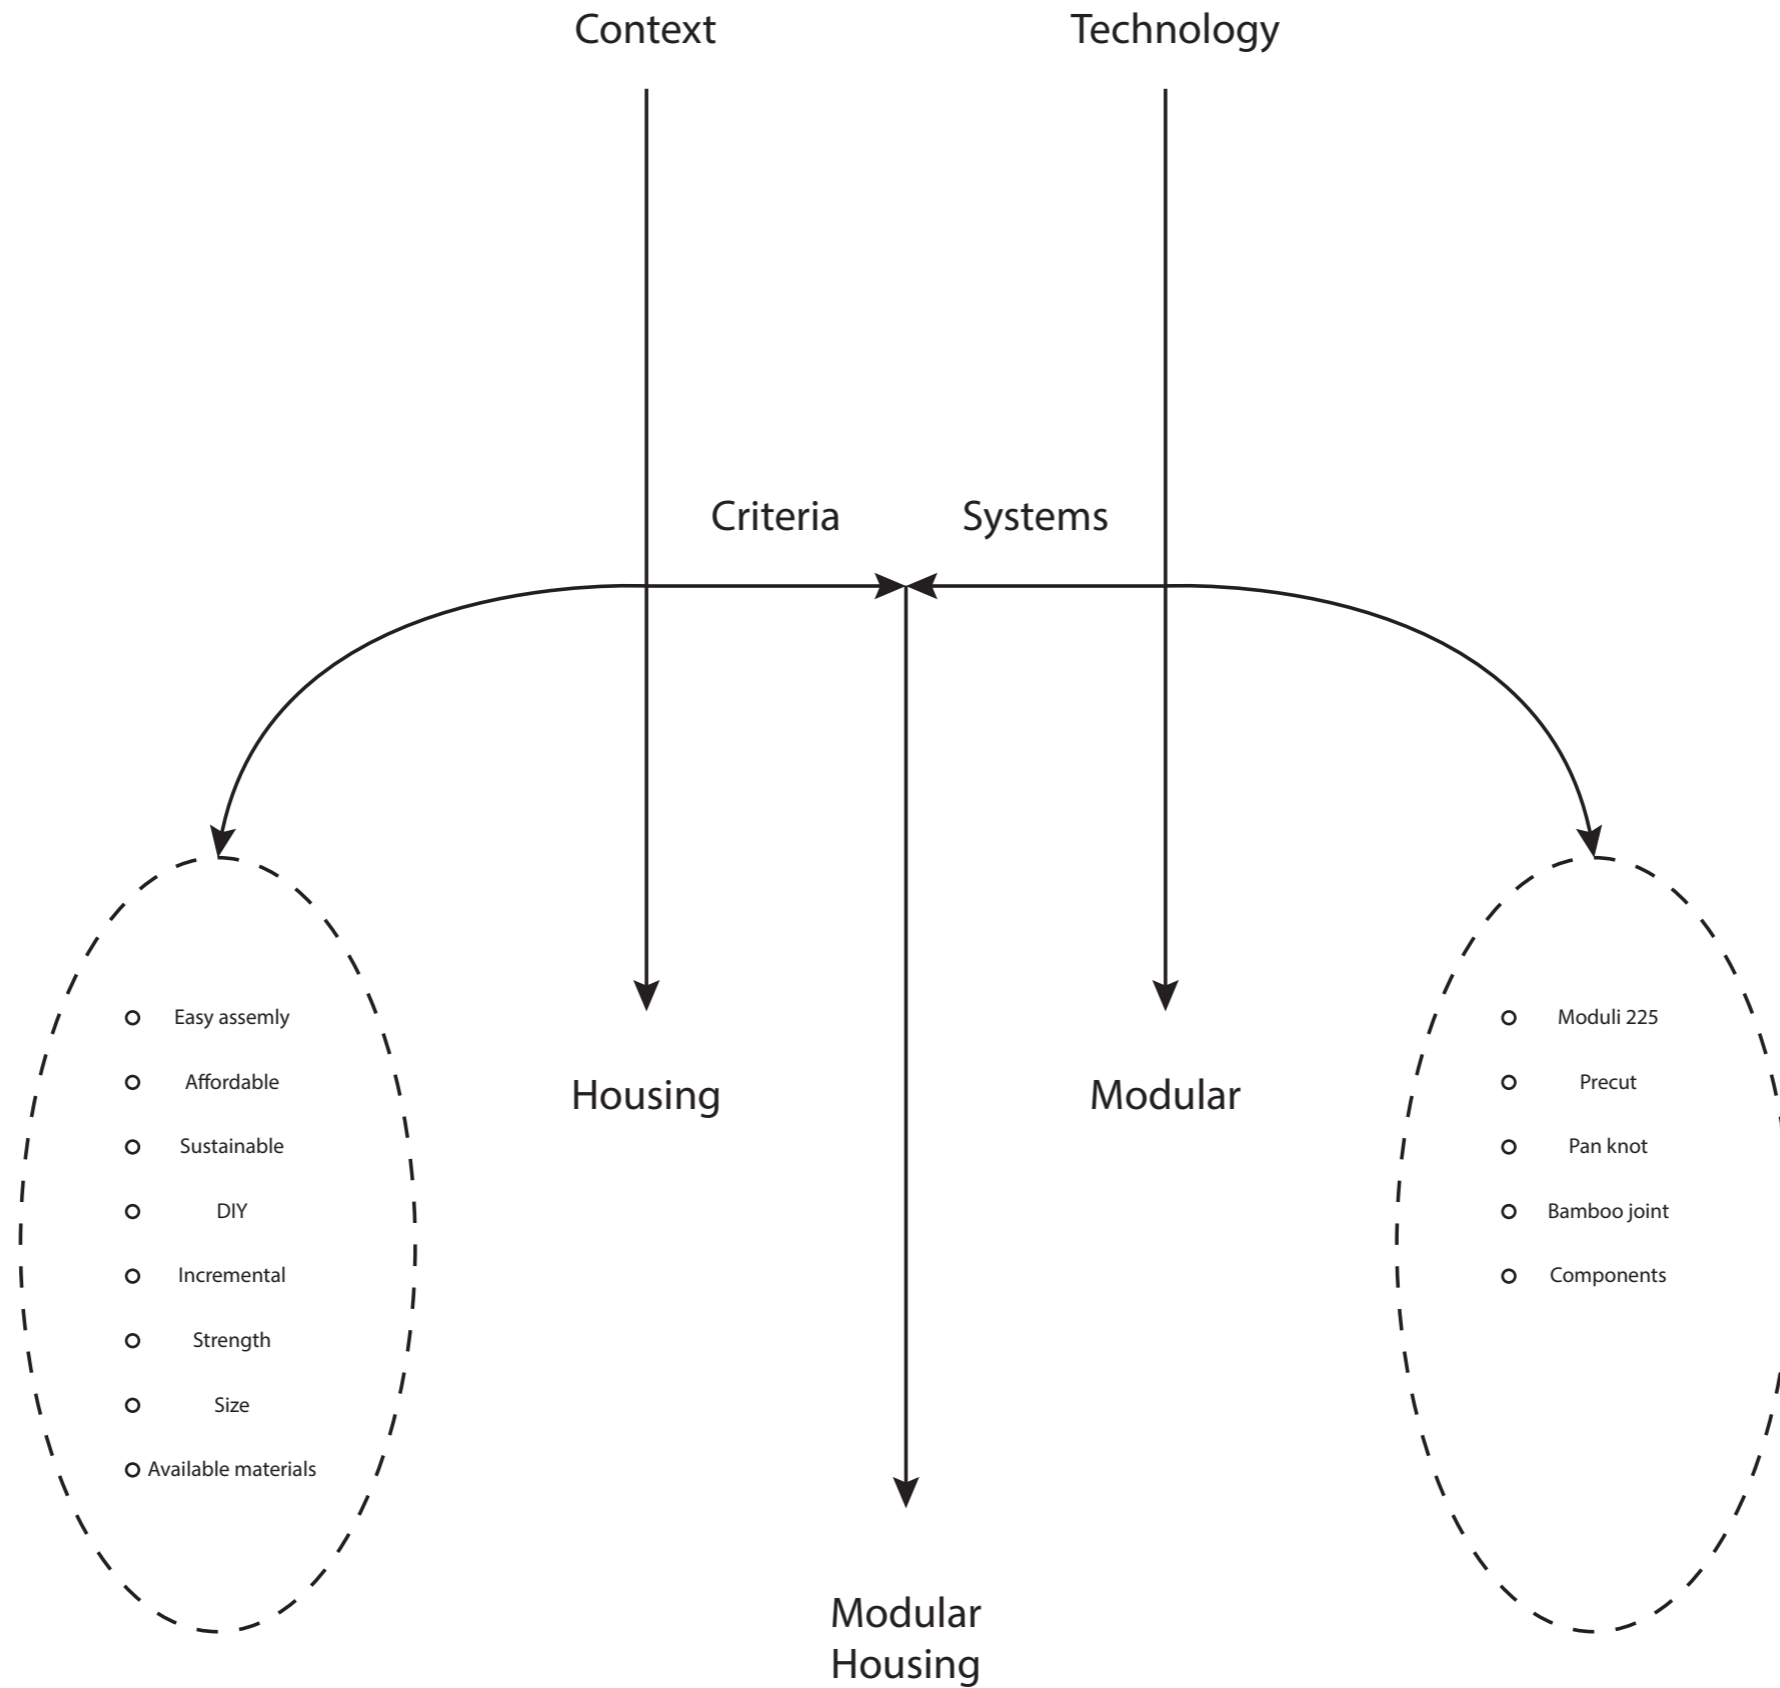 Context
Technology
Criteria
Systems
Easy assemly
Affordable
Sustainable
DIY
Incremental
Strength
Size
Available materials
Housing
Modular
Moduli 225
Precut
Pan knot
Bamboo joint
Components
Modular
Housing